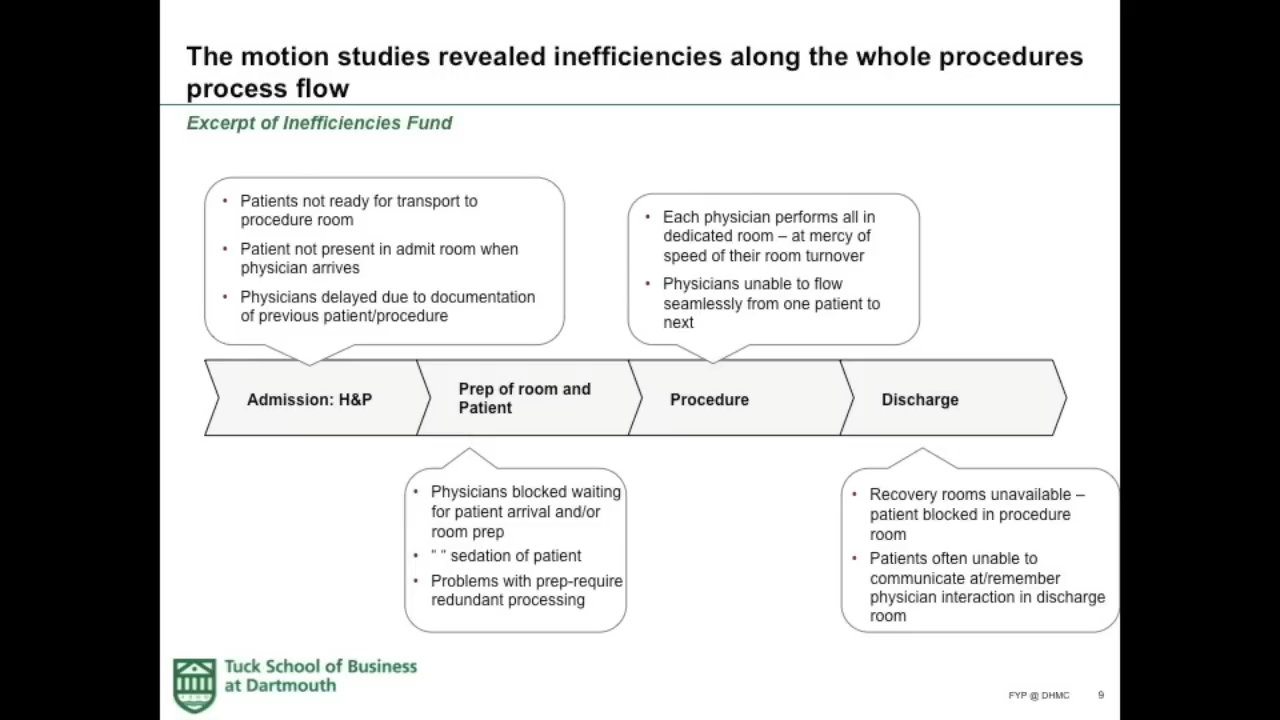 The motion studies revealed inefficiencies along the whole procedures
process flow
Excerpt of Inefficiencies Fund
• Patients not ready for transport to
procedure room
• Patient not present in admit room when
physician arrives
• Physicians delayed due to documentation
of previous patient/procedure
• Each physician performs all in
dedicated room – at mercy of
speed of their room turnover
• Physicians unable to flow
seamlessly from one patient to
next
Admission: H&P
Prep of room and
Patient
Procedure
Discharge
• Physicians blocked waiting
for patient arrival and/or
room prep
• " " sedation of patient
• Problems with prep-require
redundant processing
• Recovery rooms unavailable –
patient blocked in procedure
room
• Patients often unable to
communicate at/remember
physician interaction in discharge
room
Tuck School of Business
at Dartmouth
FYP @ DHMC 9